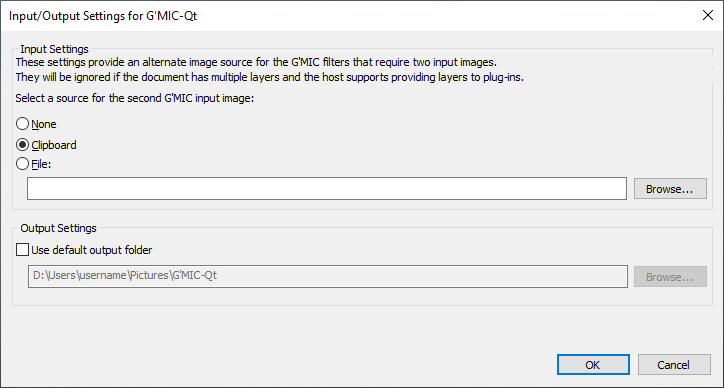 Input/Output Settings for G'MIC-Qt
Input Settings
These settings provide an alternate image source for the G'MIC filters that require two input images.
They will be ignored if the document has multiple layers and the host supports providing layers to plug-ins.
Select a source for the second G'MIC input image:
None
Clipboard
File:
Browse...
Output Settings
Use default output folder
D:\Users\username\Pictures\G'MIC-Qt
Browse...
OK
Cancel